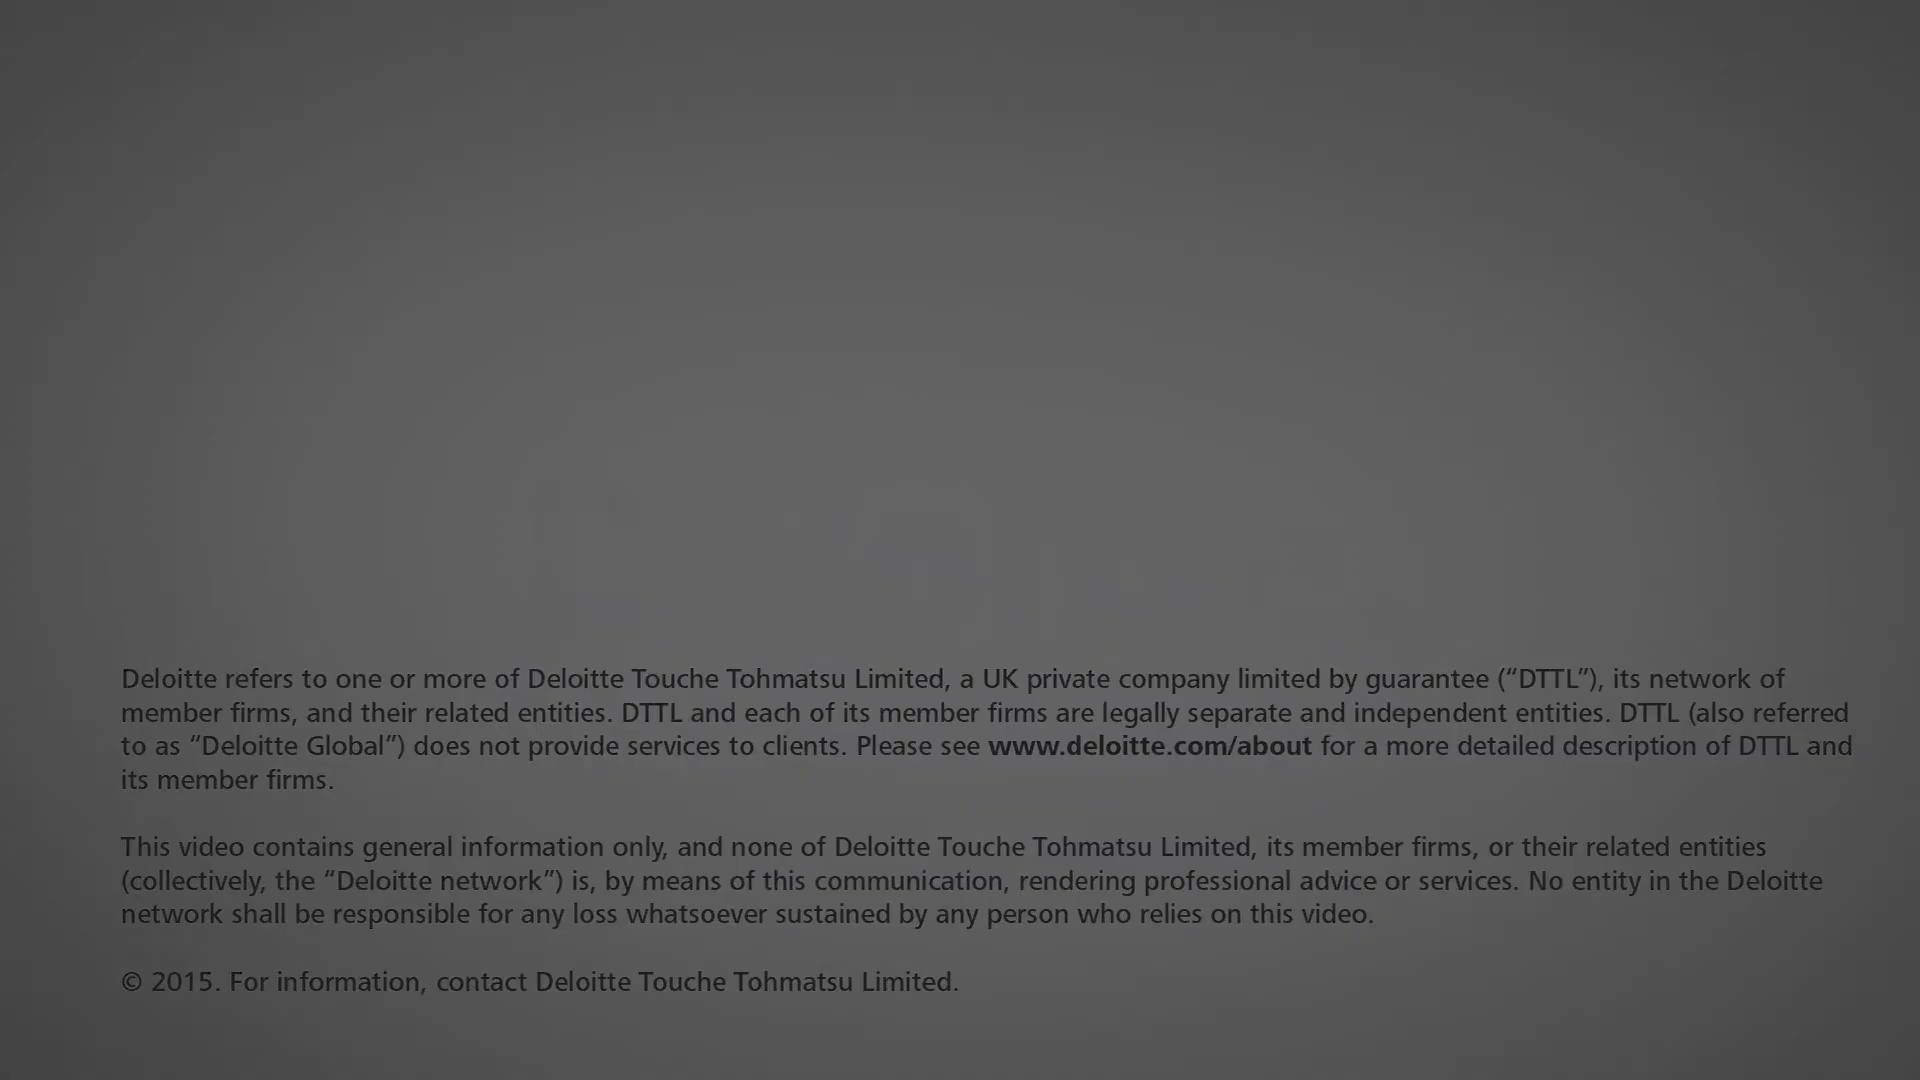 Deloitte refers to one or more of Deloitte Touche Tohmatsu Limited, a UK private company limited by guarantee (“DTTL”), its network of
member firms, and their related entities. DTTL and each of its member firms are legally separate and independent entities. DTTL (also referred
to as “Deloitte Global”) does not provide services to clients. Please see www.deloitte.com/about for a more detailed description of DTTL and
its member firms.
This video contains general information only, and none of Deloitte Touche Tohmatsu Limited, its member firms, or their related entities
(collectively, the “Deloitte network”) is, by means of this communication, rendering professional advice or services. No entity in the Deloitte
network shall be responsible for any loss whatsoever sustained by any person who relies on this video.
© 2015. For information, contact Deloitte Touche Tohmatsu Limited.